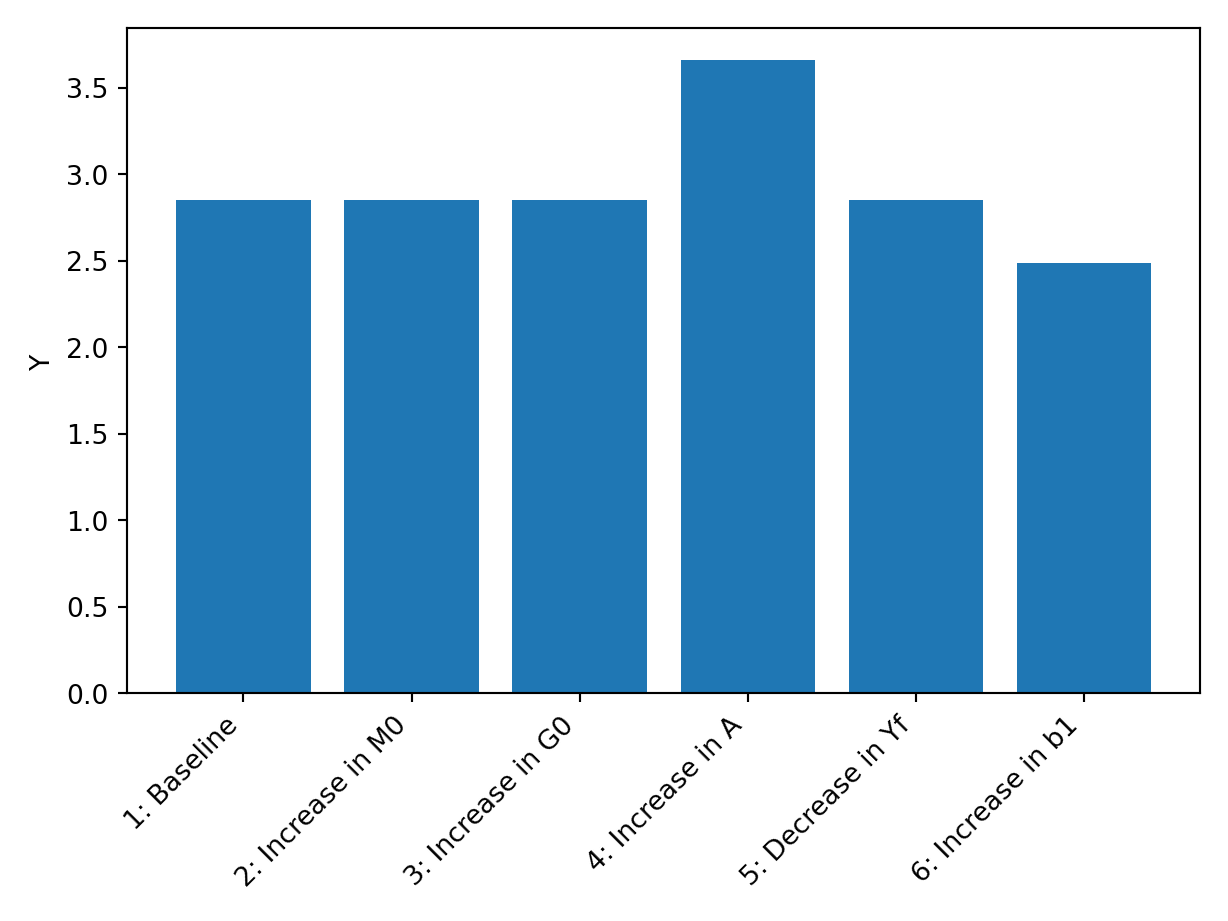 3.5
3.0
2.5
2.0
1.5
1.0
0.5
0.0
Y
1: Baseline
2: Increase in M0
3: Increase in G0
4: Increase in A
5: Decrease in Yf
6: Increase in b1